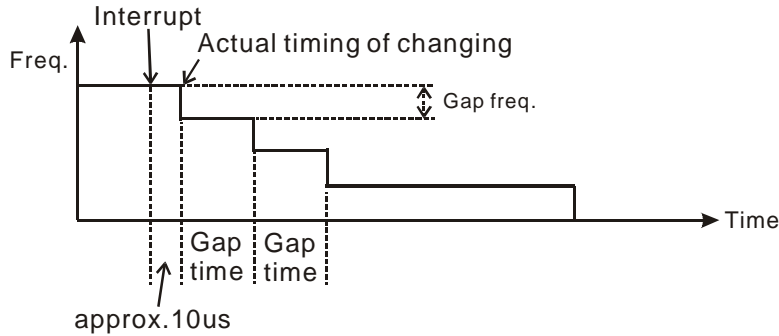 Interrupt
Actual timing of changing
Freq.
Gap freq.
Time
Gap
time
Gap
time
approx.10us